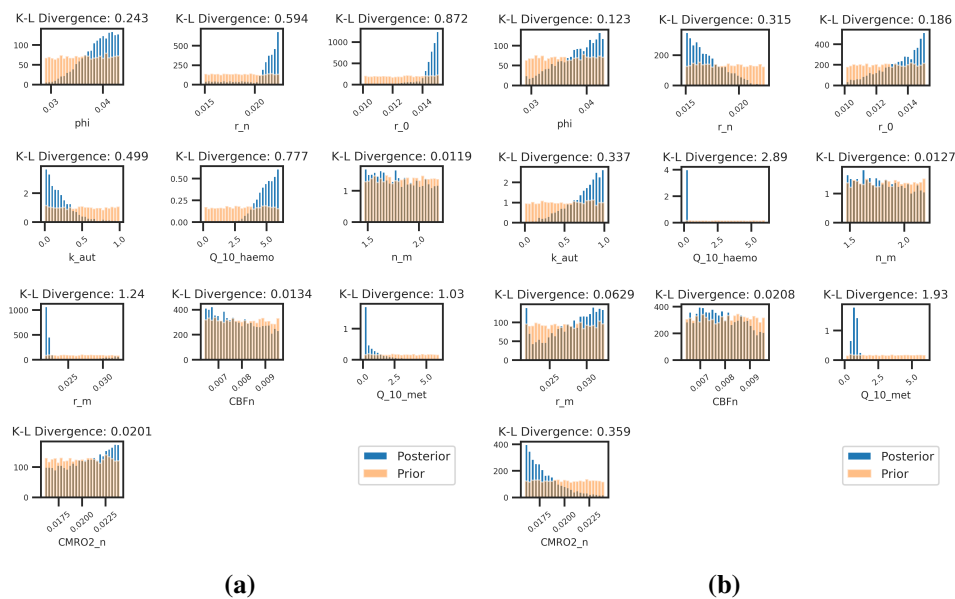 K-L Divergence: 0.243 K-L Divergence: 0.594 K-L Divergence: 0.872 K-L Divergence: 0.123 K-L Divergence: 0.315 K-L Divergence: 0.186
100 500 1000 100 200 400
50 250 500 50 200
0 0 0 0 0 0
0.03 0.04 0.015 0.020 0.010 0.012 0.014 0.03 0.04 0.015 0.020 0.010 0.012 0.014
phi r_n r_0 phi r_n r_0
K-L Divergence: 0.499 K-L Divergence: 0.777 K-L Divergence: 0.0119 K-L Divergence: 0.337 K-L Divergence: 2.89 K-L Divergence: 0.0127
2 0 0.50 0.25 0.00 1 0 2 1 0 4 3 2 1 0 1 0
0.0 0.5 1.0 0.0 2.5 5.0 1.5 2.0 0.0 0.5 1.0 0.0 2.5 5.0 1.5 2.0
k_aut Q_10_haemo n_m k_aut Q_10_haemo n_m
K-L Divergence: 1.24 K-L Divergence: 0.0134 K-L Divergence: 1.03 K-L Divergence: 0.0629 K-L Divergence: 0.0208 K-L Divergence: 1.93
1000 750 500 250 0 400 200 0 1 0 100 50 0 400 300 200 100 0 1 0
0.025 0.030 0.007 0.008 0.009 0.0 2.5 5.0 0.025 0.030 0.007 0.008 0.009 0.0 2.5 5.0
r_m CBFn Q_10_met r_m CBFn Q_10_met
K-L Divergence: 0.0201 K-L Divergence: 0.359
100 0 400 200 0
Posterior Posterior
Prior Prior
0.0175 0.0200 0.0225 0.0175 0.0200 0.0225
CMRO2_n CMRO2_n
(a) (b)